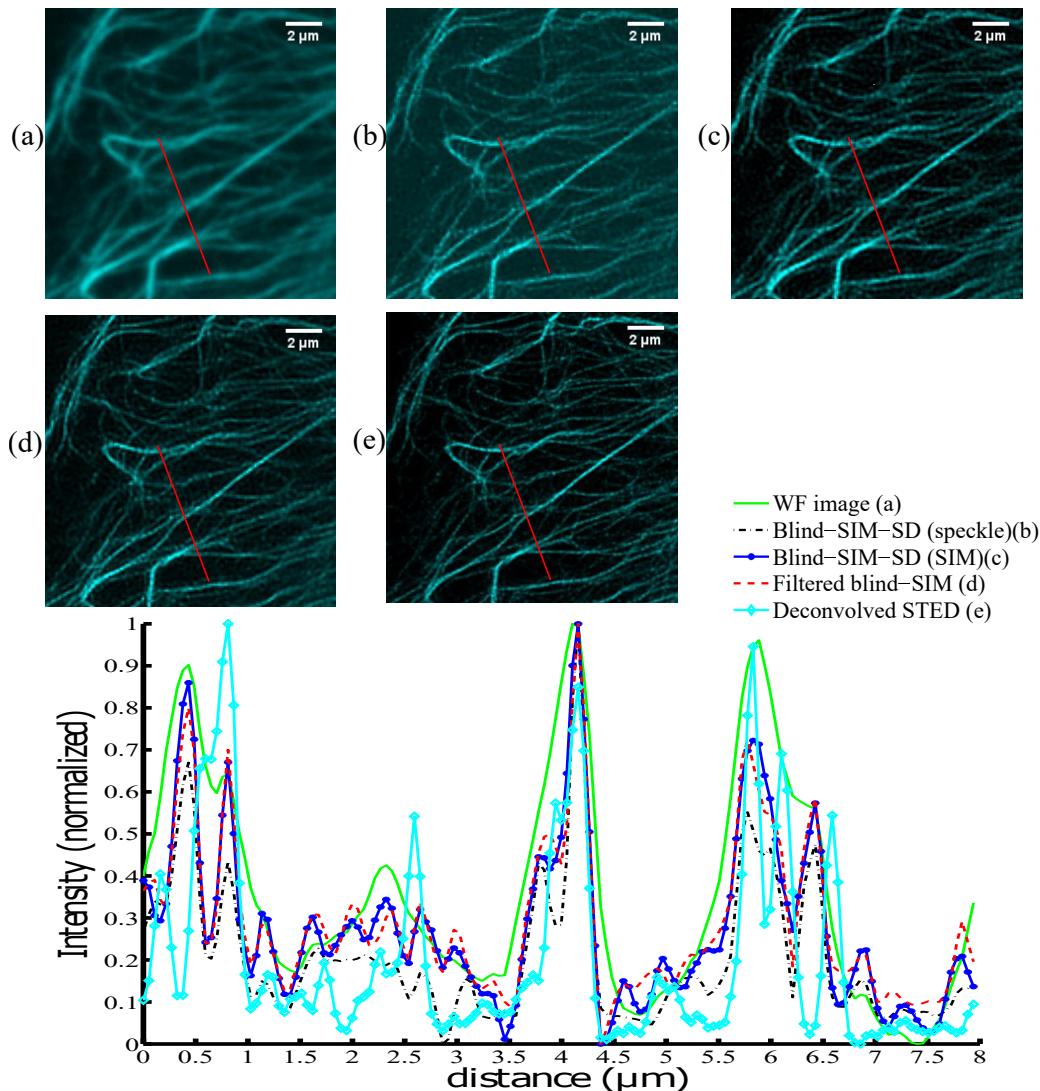 2 μm
2 μm
2 μm
(a)
(b)
(c)
2 μm
2 μm
(d)
(e)
WF image (a)
Blind−SIM−SD (speckle)(b)
Blind−SIM−SD (SIM)(c)
Filtered blind−SIM (d)
Deconvolved STED (e)
Intensity (normalized)
1
0.9
0.8
0.7
0.6
0.5
0.4
0.3
0.2
0.1
0
0 0.5 1 1.5 2 2.5 3 3.5 4 4.5 5 5.5 6 6.5 7 7.5 8
distance (μm)